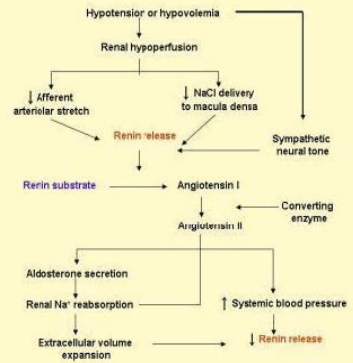 Hypotension or hypovolemia
Renal hypoperfusion
↓ Afferent
arteriolar stretch
↓ NaCl delivery
to macula densa
Renin release
Sympathetic
neural tone
Renin substrate
Angiotensin I
Converting
enzyme
Angiotensin II
Aldosterone secretion
Renal Na⁺ reabsorption
↑ Systemic blood pressure
Extracellular volume
expansion
↓ Renin release